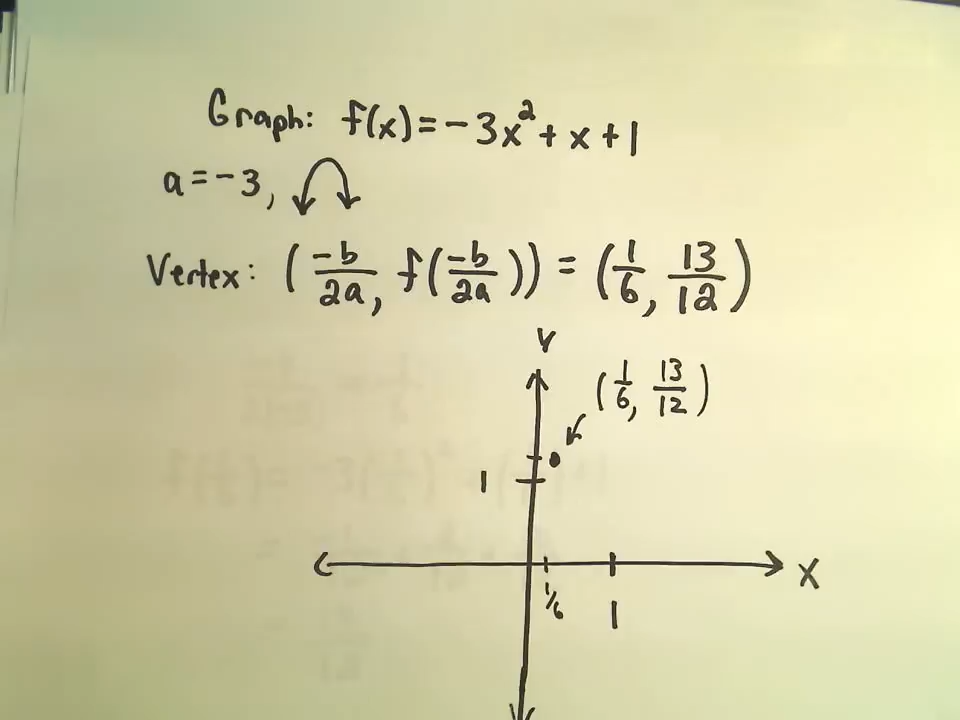 Graph: f(x) = -3x² + x + 1
a = -3,
Vertex: (-b/2a, f(-b/2a)) = (1/6, 13/12)
y
(1/6, 13/12)
1
x
1/6
1